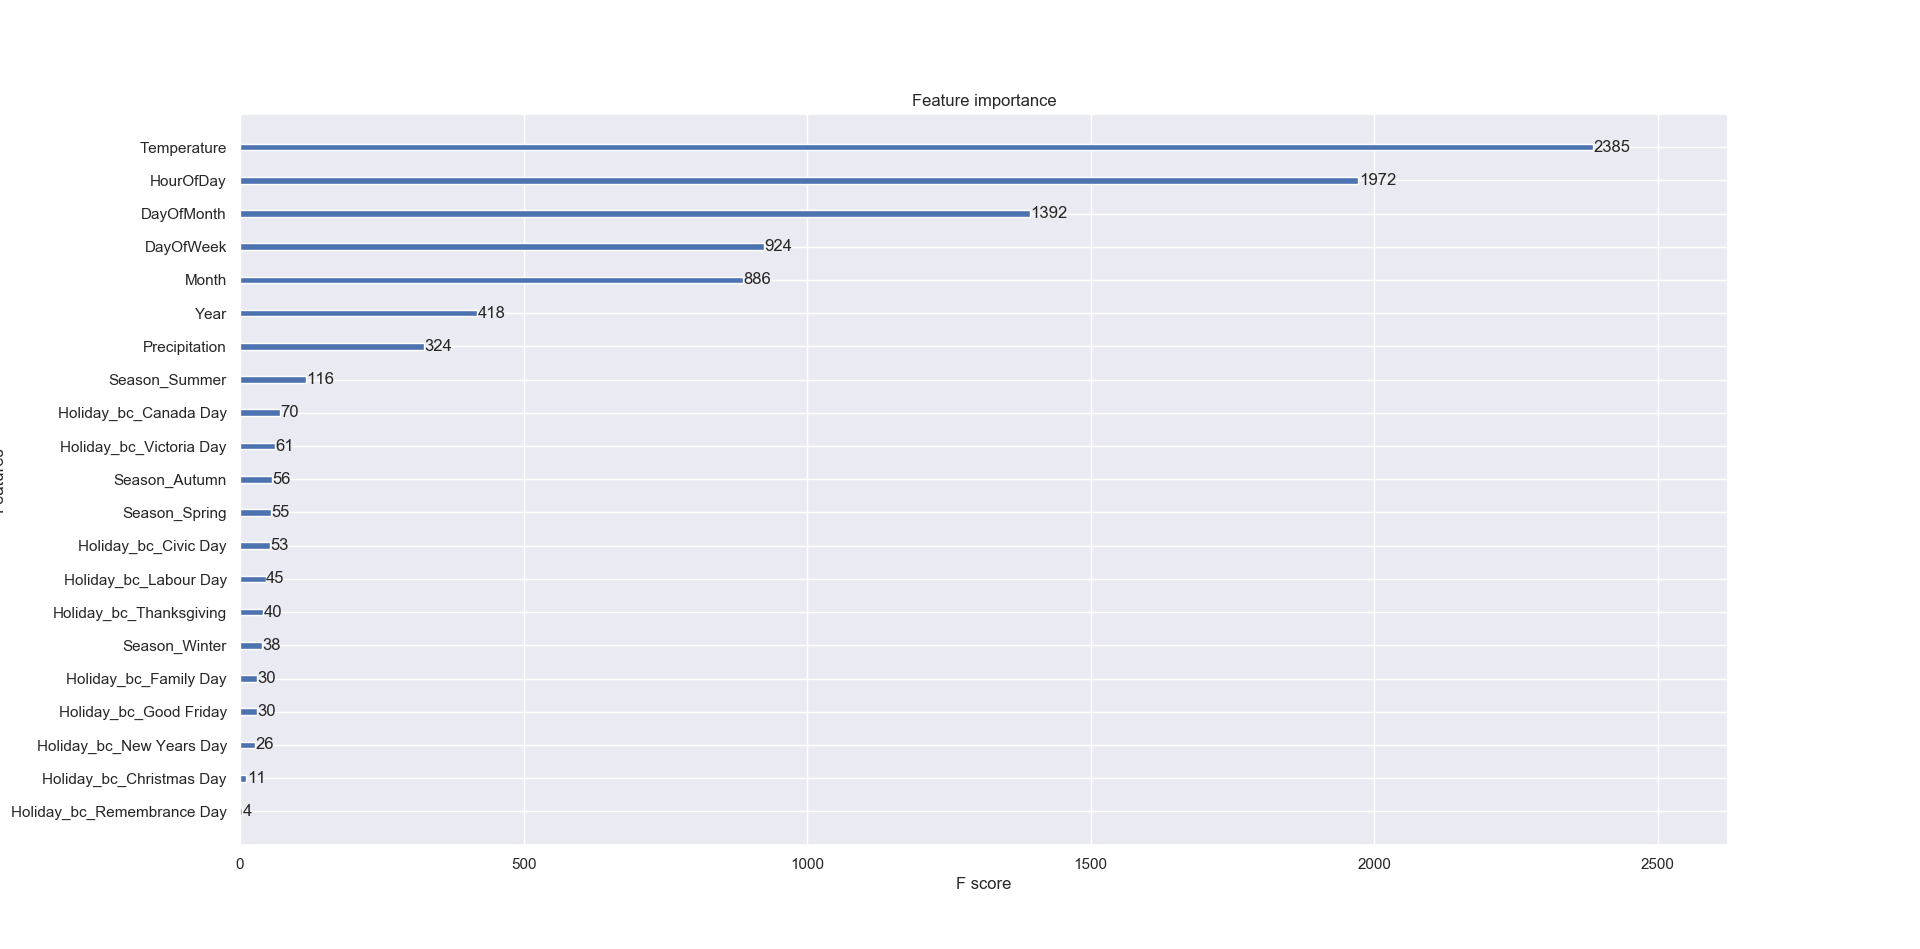 Feature importance
Temperature 2385
HourOfDay 1972
DayOfMonth 1392
DayOfWeek 924
Month 886
Year 418
Precipitation 324
Season_Summer 116
Holiday_bc_Canada Day 70
Holiday_bc_Victoria Day 61
Season_Autumn 56
Season_Spring 55
Holiday_bc_Civic Day 53
Holiday_bc_Labour Day 45
Holiday_bc_Thanksgiving 40
Season_Winter 38
Holiday_bc_Family Day 30
Holiday_bc_Good Friday 30
Holiday_bc_New Years Day 26
Holiday_bc_Christmas Day 11
Holiday_bc_Remembrance Day 4
0 500 1000 1500 2000 2500
F score